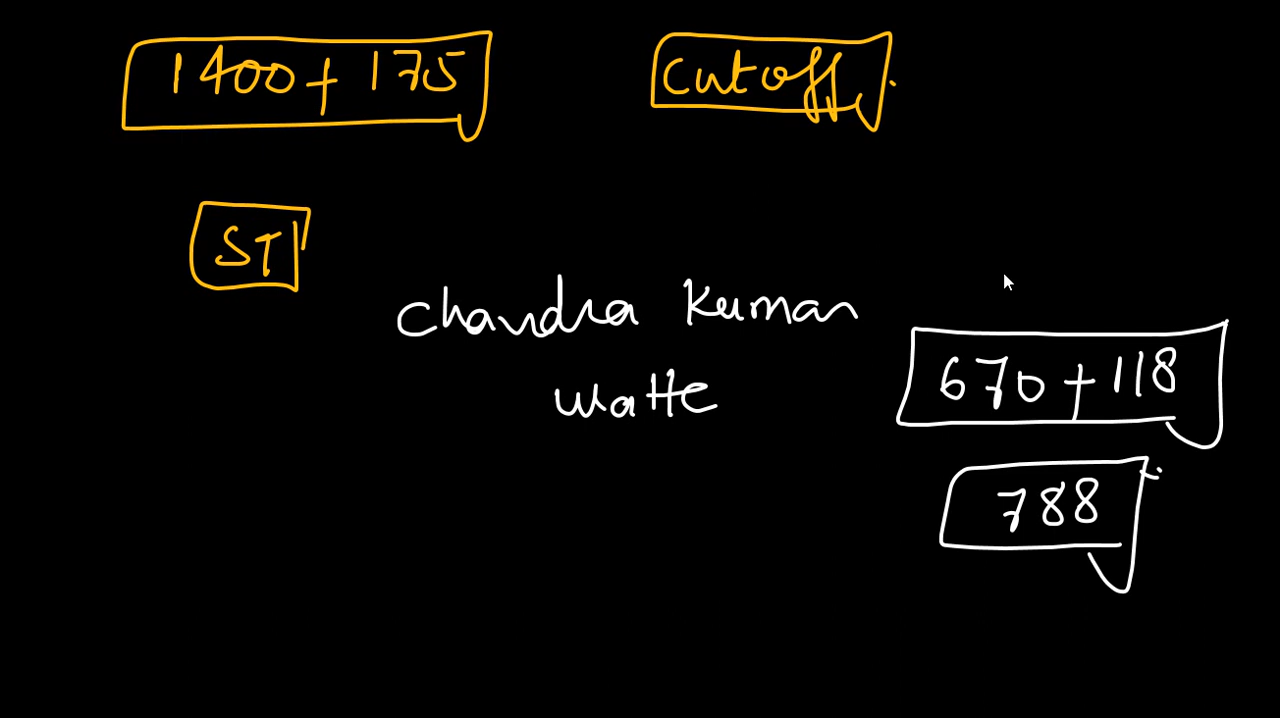 1400+ 175
cutoff.
ST
Chandra Kumar
Watte
670+118
788